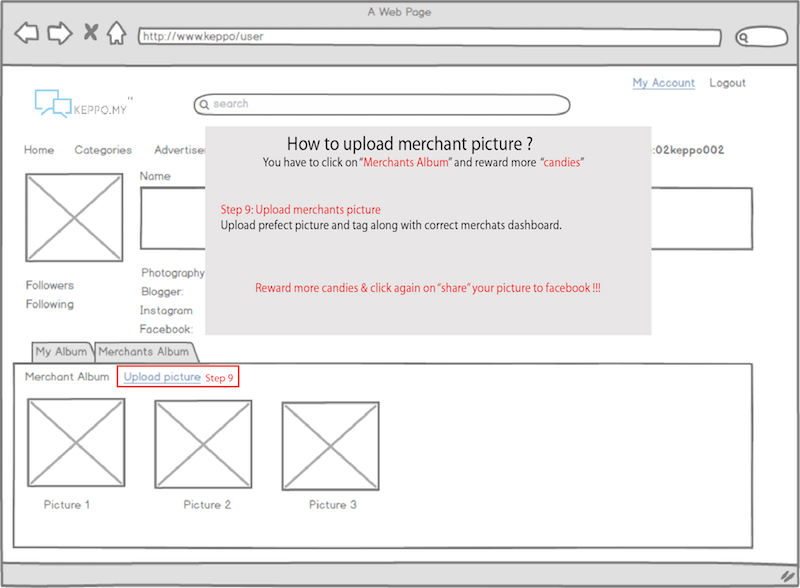 A Web Page
http://www.keppo/user
My Account Logout
KEPPO.MY
search
How to upload merchant picture ?
You have to click on “Merchants Album” and reward more “candies”
Home Categories Advertiser :02keppo002
Name
Step 9: Upload merchants picture
Upload prefect picture and tag along with correct merchats dashboard.
Photography
Followers
Blogger:
Reward more candies & click again on “share” your picture to facebook !!!
Following
Instagram
Facebook:
My Album Merchants Album
Merchant Album Upload picture Step 9
Picture 1 Picture 2 Picture 3